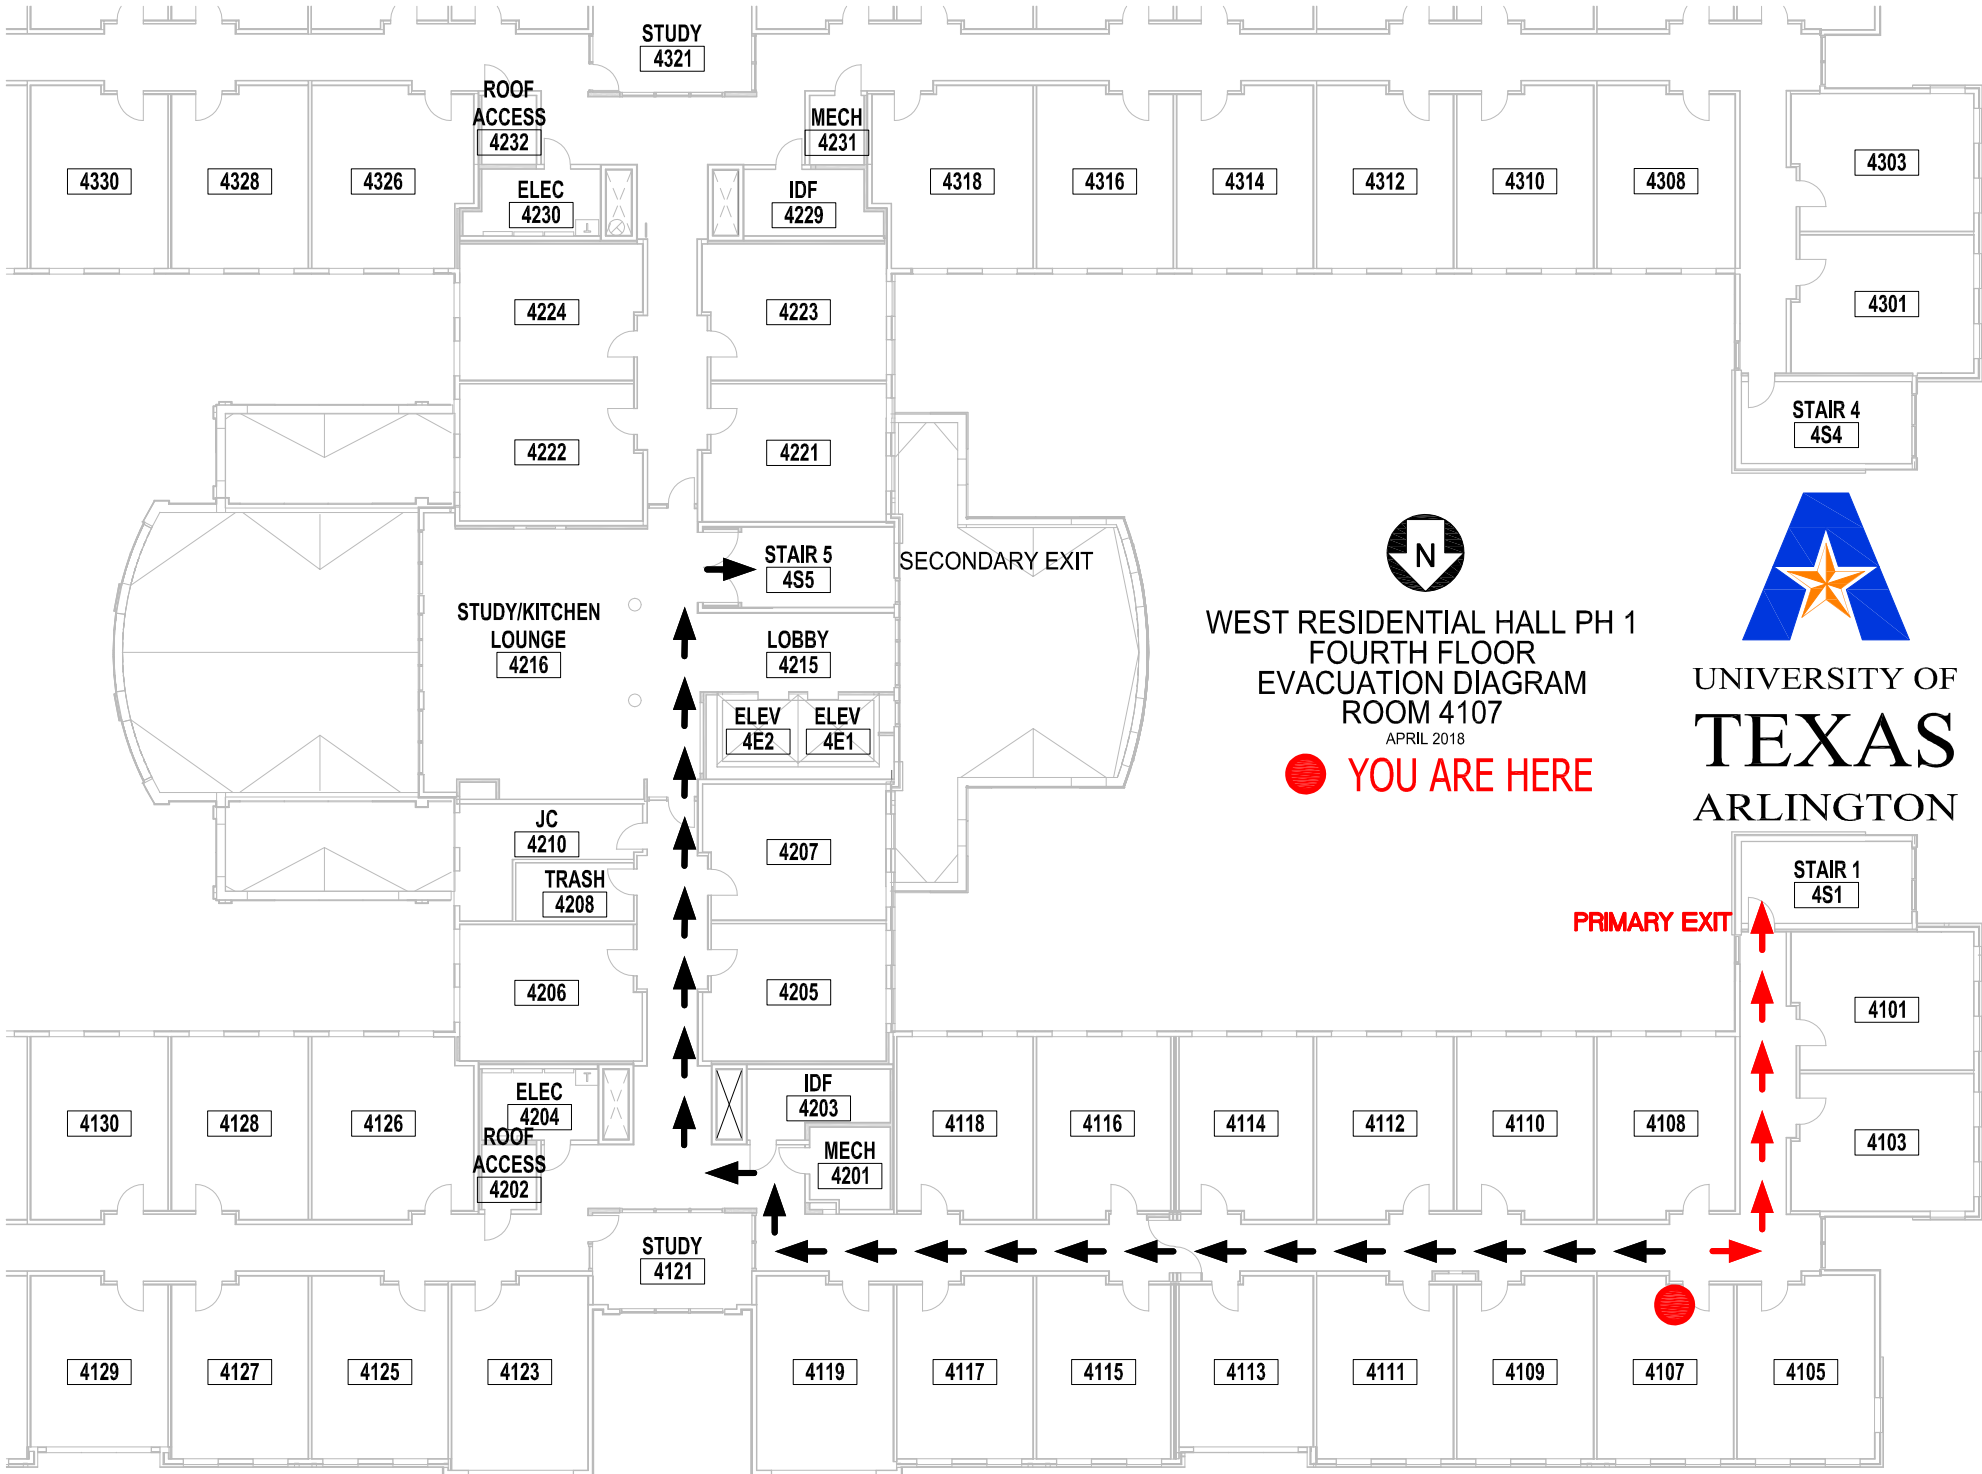 STUDY
4321
ROOF
ACCESS
4232
MECH
4231
4330
4328
4326
ELEC
4230
IDF
4229
4318
4316
4314
4312
4310
4308
4303
4301
4224
4223
4222
4221
STAIR 4
4S4
STAIR 5
4S5
SECONDARY EXIT
N
STUDY/KITCHEN
LOUNGE
4216
LOBBY
4215
ELEV
4E2
ELEV
4E1
WEST RESIDENTIAL HALL PH 1
FOURTH FLOOR
EVACUATION DIAGRAM
ROOM 4107
APRIL 2018
YOU ARE HERE
UNIVERSITY OF
TEXAS
ARLINGTON
JC
4210
TRASH
4208
4207
STAIR 1
4S1
PRIMARY EXIT
4206
4205
4101
4103
ELEC
4204
T
ROOF
ACCESS
4202
IDF
4203
MECH
4201
4130
4128
4126
4118
4116
4114
4112
4110
4108
STUDY
4121
4129
4127
4125
4123
4119
4117
4115
4113
4111
4109
4107
4105